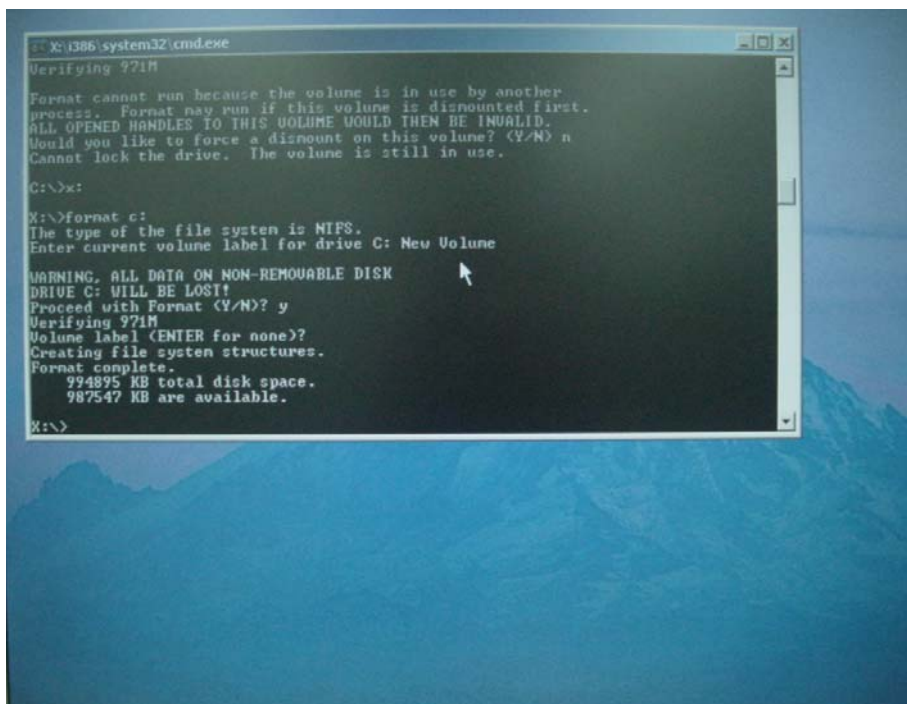 X:\i386\system32\cmd.exe
Verifying 971M
Format cannot run because the volume is in use by another
process.  Format may run if this volume is dismounted first.
ALL OPENED HANDLES TO THIS VOLUME WOULD THEN BE INVALID.
Would you like to force a dismount on this volume? (Y/N) n
Cannot lock the drive.  The volume is still in use.
C:\>x:
X:\>format c:
The type of the file system is NTFS.
Enter current volume label for drive C: New Volume
WARNING, ALL DATA ON NON-REMOVABLE DISK
DRIVE C: WILL BE LOST!
Proceed with Format (Y/N)? y
Verifying 971M
Volume label (ENTER for none)?
Creating file system structures.
Format complete.
994895 KB total disk space.
987547 KB are available.
X:\>